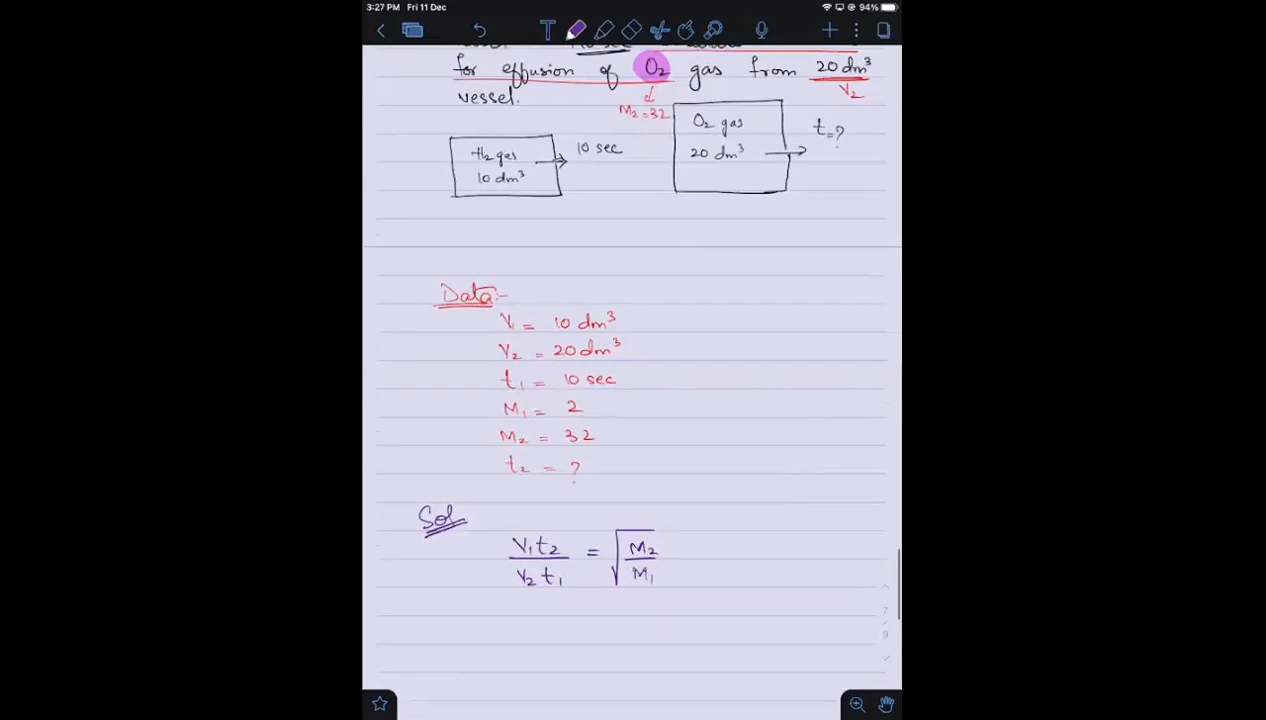 3:27 PM Fri 11 Dec
94%
for effusion of O₂ gas from 20 dm³
vessel.
M₂ = 32
V₂
H₂ gas
10 dm³
10 sec
O₂ gas
20 dm³
t = ?
Data:-
V₁ = 10 dm³
V₂ = 20 dm³
t₁ = 10 sec
M₁ = 2
M₂ = 32
t₂ = ?
Sol
V₁t₂ / V₂t₁ = √(M₂ / M₁)
7
/
9